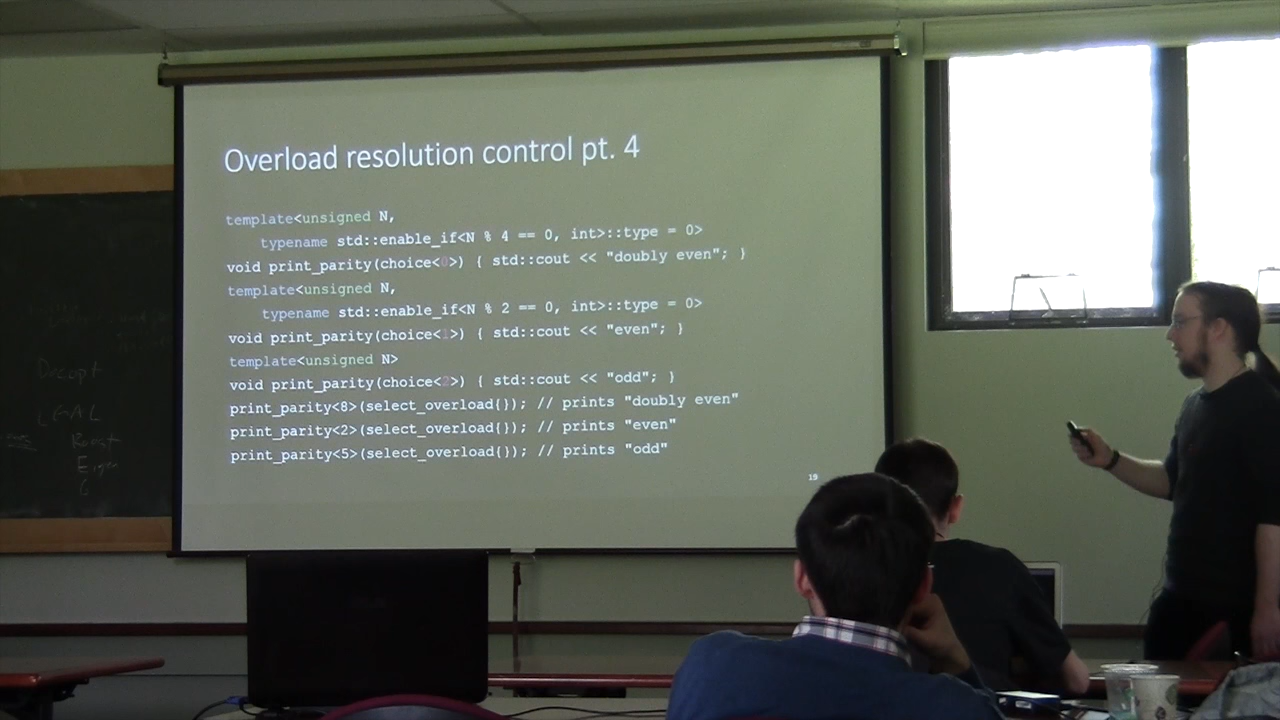 Overload resolution control pt. 4
template<unsigned N,
typename std::enable_if<N % 4 == 0, int>::type = 0>
void print_parity(choice<0>) { std::cout << "doubly even"; }
template<unsigned N,
typename std::enable_if<N % 2 == 0, int>::type = 0>
void print_parity(choice<1>) { std::cout << "even"; }
template<unsigned N>
void print_parity(choice<2>) { std::cout << "odd"; }
print_parity<8>(select_overload{}); // prints "doubly even"
print_parity<2>(select_overload{}); // prints "even"
print_parity<5>(select_overload{}); // prints "odd"
19